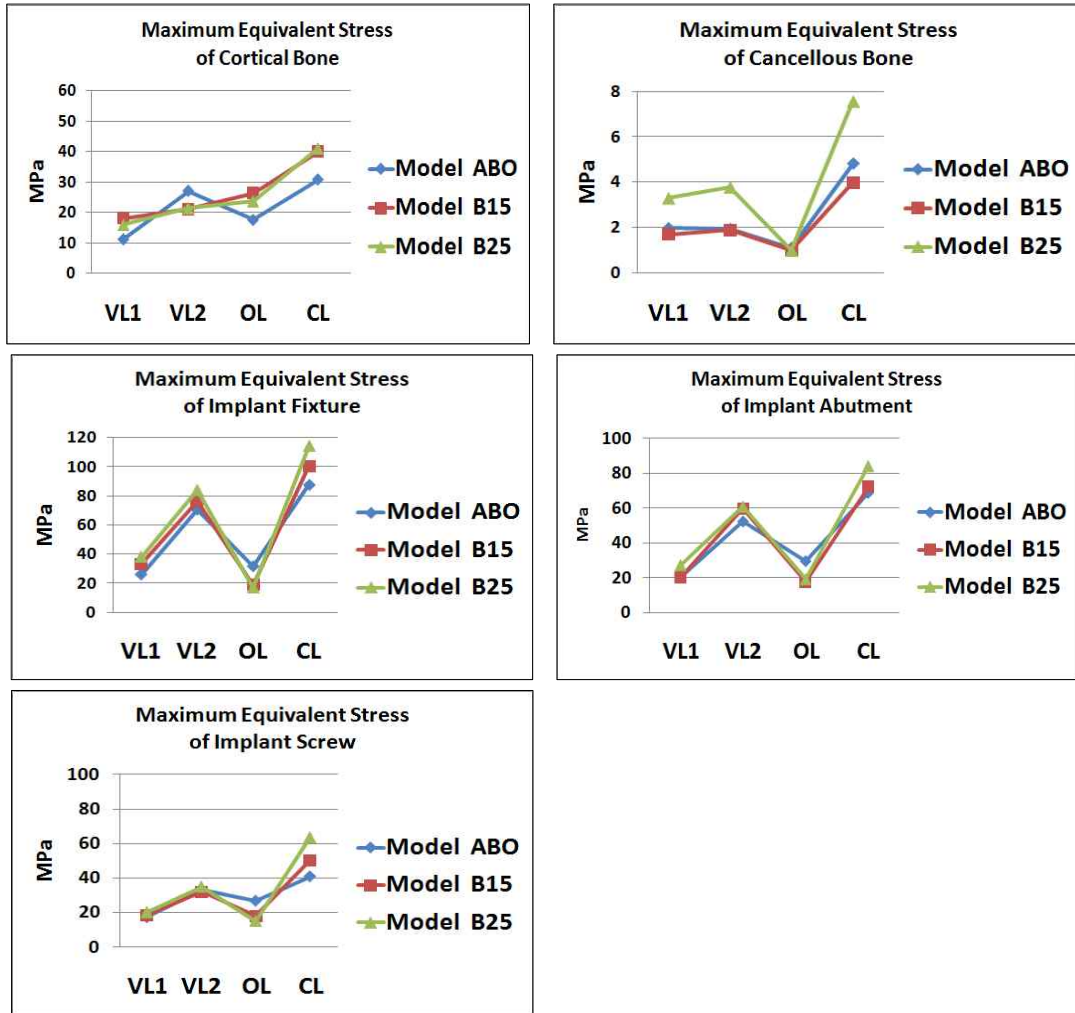 Maximum Equivalent Stress
of Cortical Bone
60
50
40
30
20
10
0
MPa
VL1 VL2 OL CL
Model ABO
Model B15
Model B25
Maximum Equivalent Stress
of Cancellous Bone
8
6
4
2
0
MPa
VL1 VL2 OL CL
Model ABO
Model B15
Model B25
Maximum Equivalent Stress
of Implant Fixture
120
100
80
60
40
20
0
MPa
VL1 VL2 OL CL
Model ABO
Model B15
Model B25
Maximum Equivalent Stress
of Implant Abutment
100
80
60
40
20
0
MPa
VL1 VL2 OL CL
Model ABO
Model B15
Model B25
Maximum Equivalent Stress
of Implant Screw
100
80
60
40
20
0
MPa
VL1 VL2 OL CL
Model ABO
Model B15
Model B25